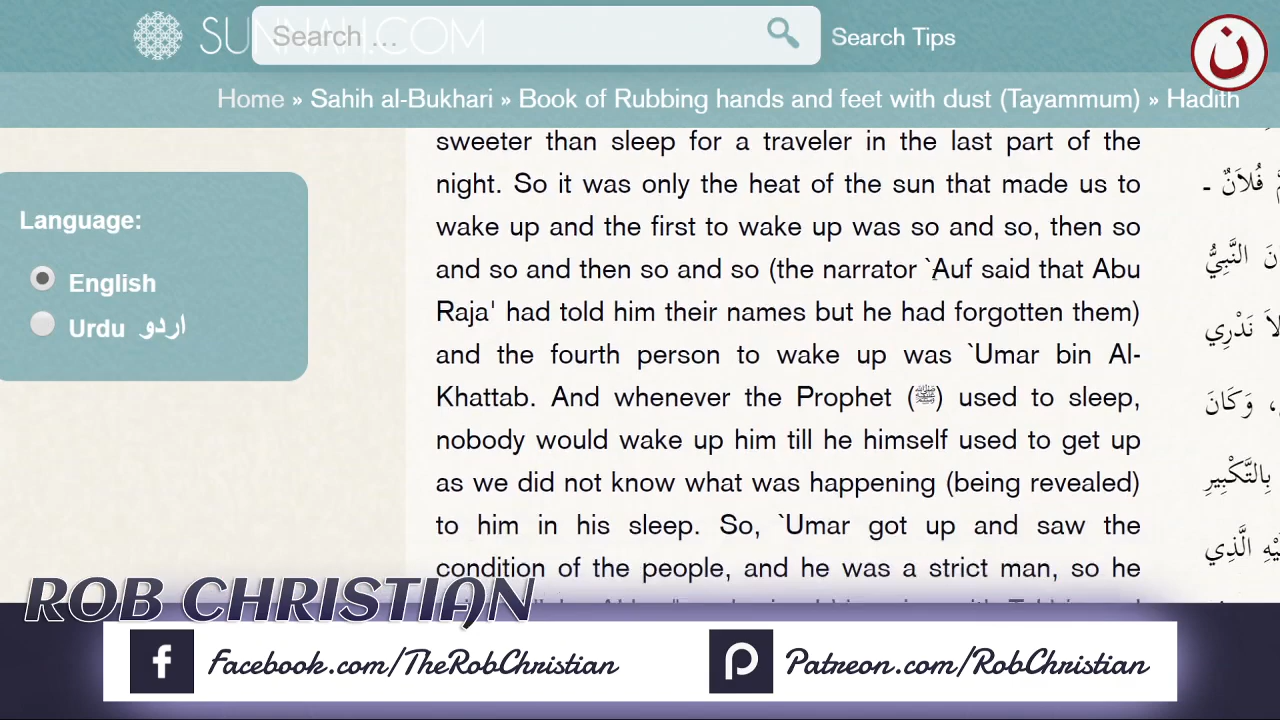 SUNNAH.COM
Search ...
Search Tips
ن
Home » Sahih al-Bukhari » Book of Rubbing hands and feet with dust (Tayammum) » Hadith
sweeter than sleep for a traveler in the last part of the
night. So it was only the heat of the sun that made us to
wake up and the first to wake up was so and so, then so
and so and then so and so (the narrator `Auf said that Abu
Raja' had told him their names but he had forgotten them)
and the fourth person to wake up was `Umar bin Al-
Khattab. And whenever the Prophet (ﷺ) used to sleep,
nobody would wake up him till he himself used to get up
as we did not know what was happening (being revealed)
to him in his sleep. So, `Umar got up and saw the
condition of the people, and he was a strict man, so he
Language:
English
Urdu اردو
فُلاَنٌ ـ
النَّبِيُّ
نَدْرِي
، وَكَانَ
بِالتَّكْبِيرِ
الَّذِي
ROB CHRISTIAN
f Facebook.com/TheRobChristian
Patreon.com/RobChristian